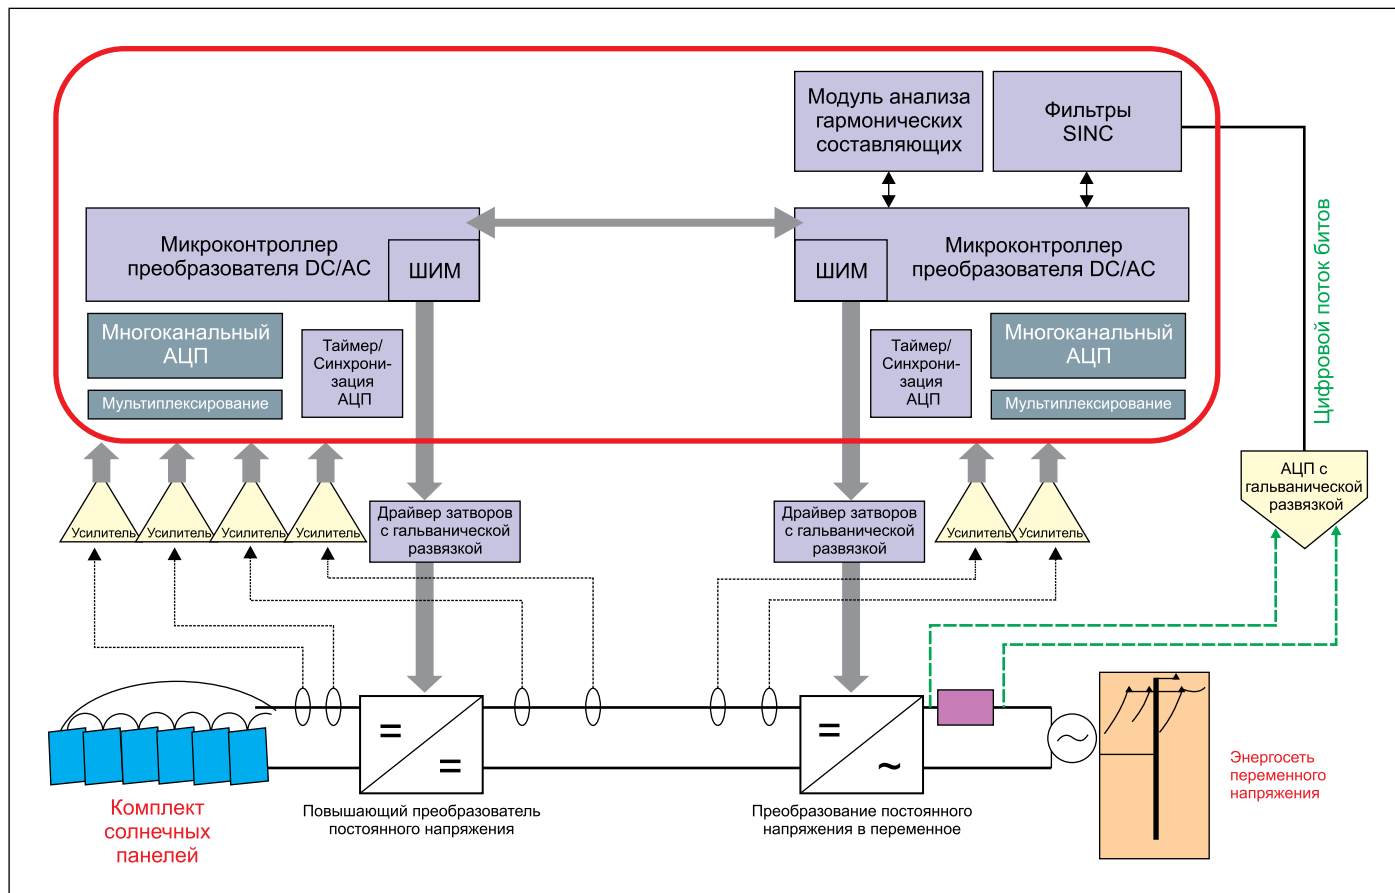 Модуль анализа
гармонических
составляющих
Фильтры
SINC
Микроконтроллер
преобразователя DC/AC
ШИМ
ШИМ
Микроконтроллер
преобразователя DC/AC
Многоканальный
АЦП
Мультиплексирование
Таймер/
Синхрони-
зация
АЦП
Таймер/
Синхрони-
зация
АЦП
Многоканальный
АЦП
Мультиплексирование
Цифровой поток битов
Усилитель
Усилитель
Усилитель
Усилитель
Драйвер затворов
с гальванической
развязкой
Драйвер затворов
с гальванической
развязкой
Усилитель
Усилитель
АЦП с
гальванической
развязкой
=
=
=
~
Комплект
солнечных
панелей
Повышающий преобразователь
постоянного напряжения
Преобразование постоянного
напряжения в переменное
Энергосеть
переменного
напряжения